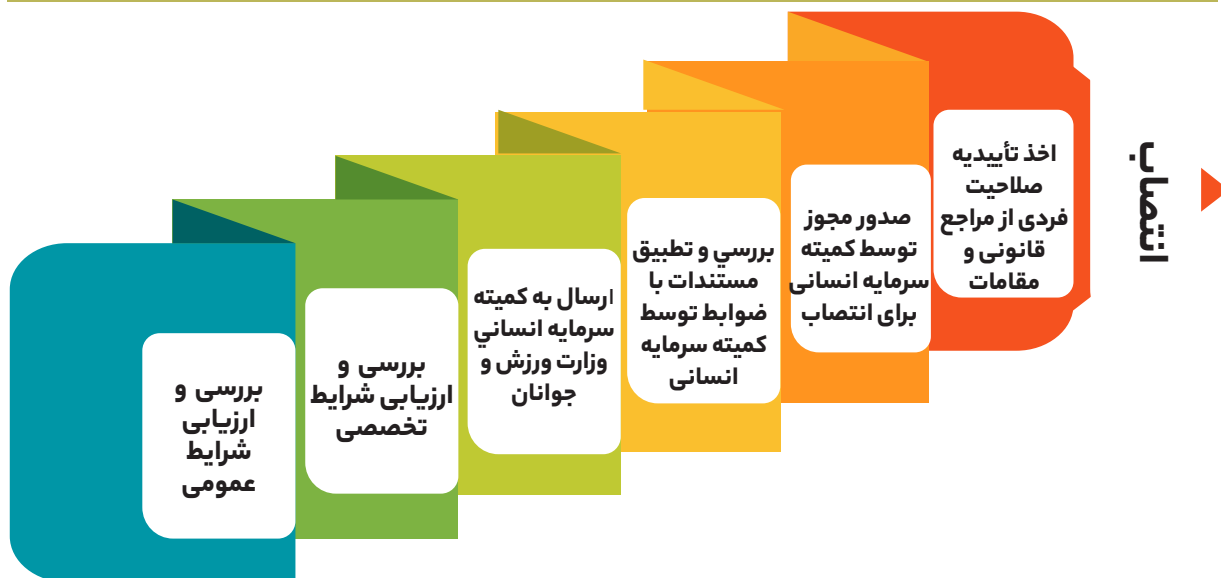 بررسی و
ارزیابی
شرایط
عمومی
بررسی و
ارزیابی شرایط
تخصصی
ارسال به کمیته
سرمایه انساني
وزارت ورزش و
جوانان
بررسي و تطبیق
مستندات با
ضوابط توسط
کمیته سرمایه
انسانی
صدور مجوز
توسط کمیته
سرمایه انسانی
برای انتصاب
اخذ تأییدیه
صلاحیت
فردی از مراجع
قانونی و
مقامات
انتصاب